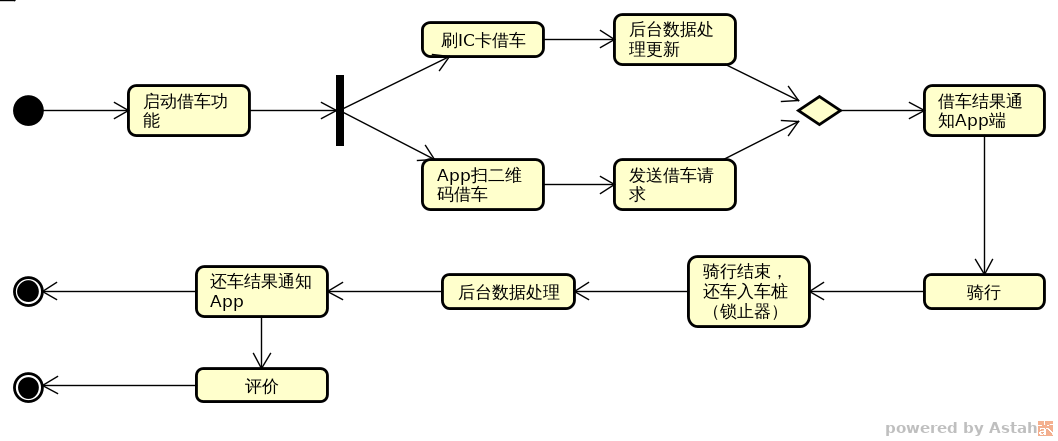 启动借车功
能
刷IC卡借车
后台数据处
理更新
App扫二维
码借车
发送借车请
求
借车结果通
知App端
骑行
骑行结束，
还车入车桩
（锁止器）
后台数据处理
还车结果通知
App
评价
powered by Astah